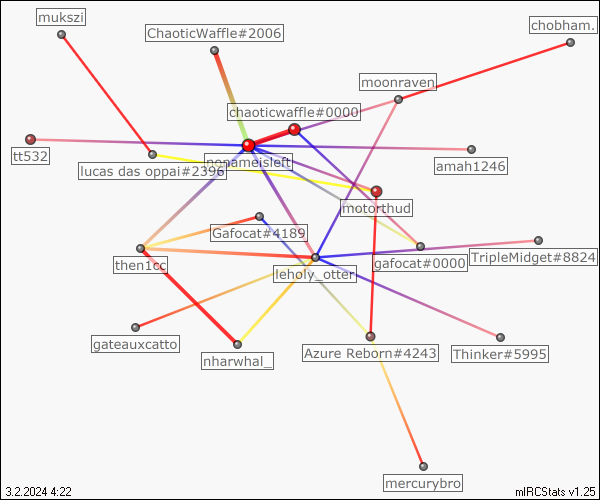 mukszi
chobham.
ChaoticWaffle#2006
moonraven
chaoticwaffle#0000
tt532
nonameisleft
amah1246
lucas das oppai#2396
motorthud
Gafocat#4189
then1cc
leholy_otter
gafocat#0000
TripleMidget#8824
gateauxcatto
nharwhal_
Azure Reborn#4243
Thinker#5995
mercurybro
3.2.2024 4:22
mIRCStats v1.25